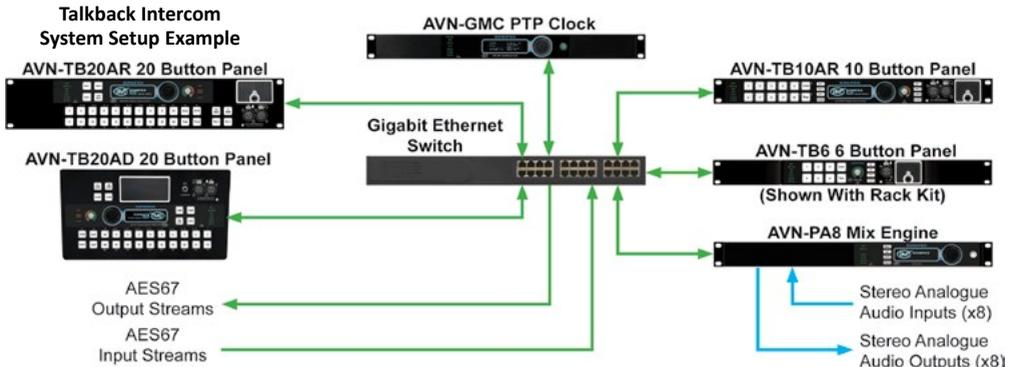 Talkback Intercom
System Setup Example
AVN-GMC PTP Clock
AVN-TB20AR 20 Button Panel
AVN-TB10AR 10 Button Panel
Gigabit Ethernet
Switch
AVN-TB20AD 20 Button Panel
AVN-TB6 6 Button Panel
(Shown With Rack Kit)
AVN-PA8 Mix Engine
AES67
Output Streams
AES67
Input Streams
Stereo Analogue
Audio Inputs (x8)
Stereo Analogue
Audio Outputs (x8)